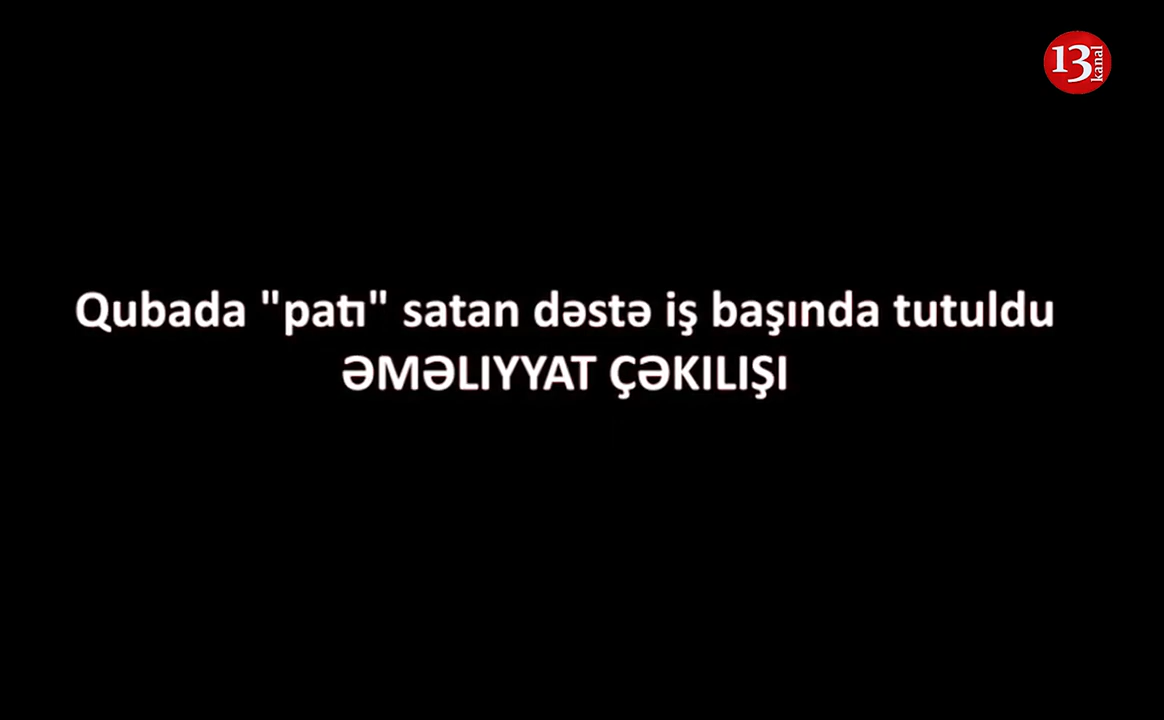 13 kanal
Qubada "patı" satan dəstə iş başında tutuldu
ƏMƏLIYYAT ÇƏKILIŞI